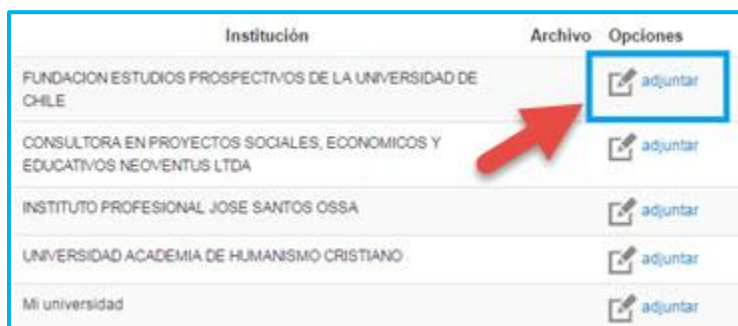 Institución Archivo Opciones
FUNDACION ESTUDIOS PROSPECTIVOS DE LA UNIVERSIDAD DE
CHILE
adjuntar
CONSULTORA EN PROYECTOS SOCIALES, ECONOMICOS Y
EDUCATIVOS NEOVENTUS LTDA
adjuntar
INSTITUTO PROFESIONAL JOSE SANTOS OSSA adjuntar
UNIVERSIDAD ACADEMIA DE HUMANISMO CRISTIANO adjuntar
Mi universidad adjuntar